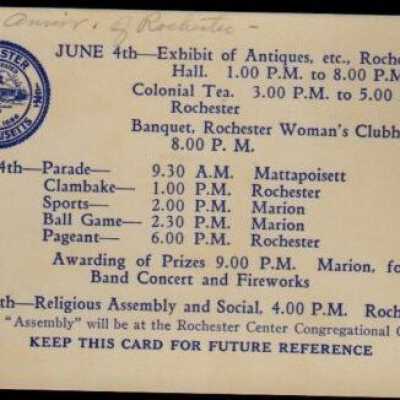 of Rochester -
JUNE 4th—Exhibit of Antiques, etc., Roche
Hall. 1.00 P.M. to 8.00 P.M
Colonial Tea. 3.00 P.M. to 5.00
Rochester
Banquet, Rochester Woman's Clubh
8.00 P. M.
4th—Parade— 9.30 A.M. Mattapoisett
Clambake— 1.00 P.M. Rochester
Sports— 2.00 P.M. Marion
Ball Game— 2.30 P.M. Marion
Pageant— 6.00 P.M. Rochester
Awarding of Prizes 9.00 P.M. Marion, fo
Band Concert and Fireworks
th—Religious Assembly and Social, 4.00 P.M. Roch
"Assembly" will be at the Rochester Center Congregational C
KEEP THIS CARD FOR FUTURE REFERENCE